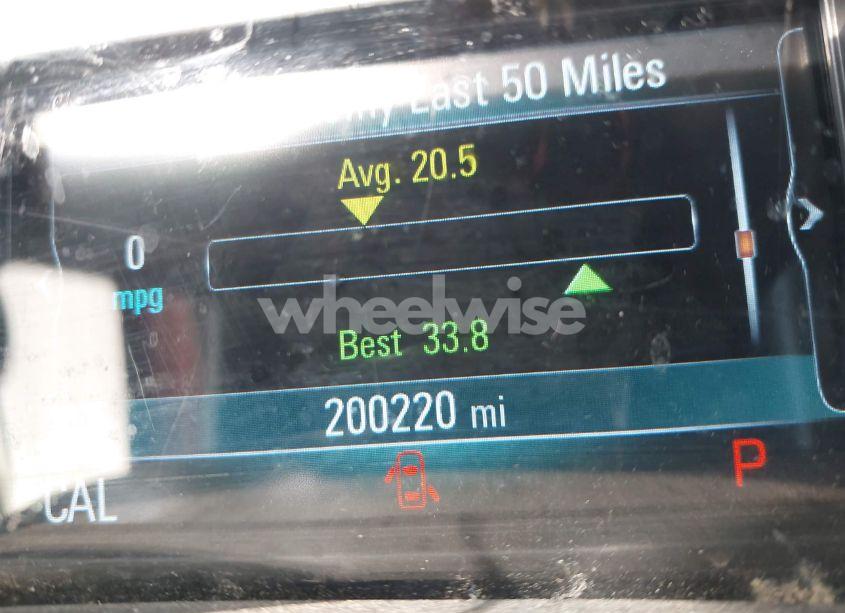 Last 50 Miles
Avg. 20.5
0
mpg
wheelwise
Best 33.8
200220 mi
CAL
P